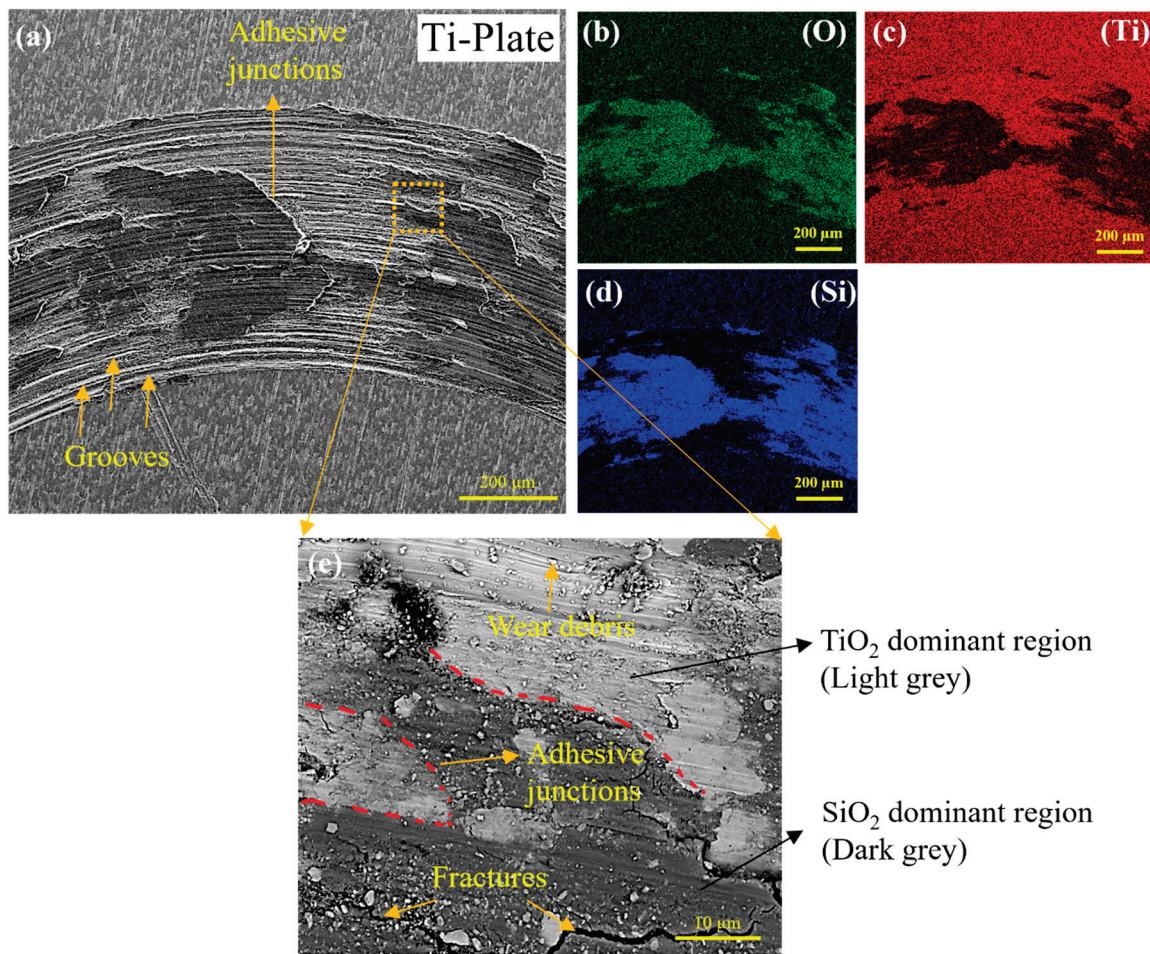 (a)
Adhesive
junctions
Ti-Plate
Grooves
200 μm
(b)
(O)
200 μm
(c)
(Ti)
200 μm
(d)
(Si)
200 μm
(e)
Wear debris
Adhesive
junctions
Fractures
10 μm
TiO₂ dominant region
(Light grey)
SiO₂ dominant region
(Dark grey)